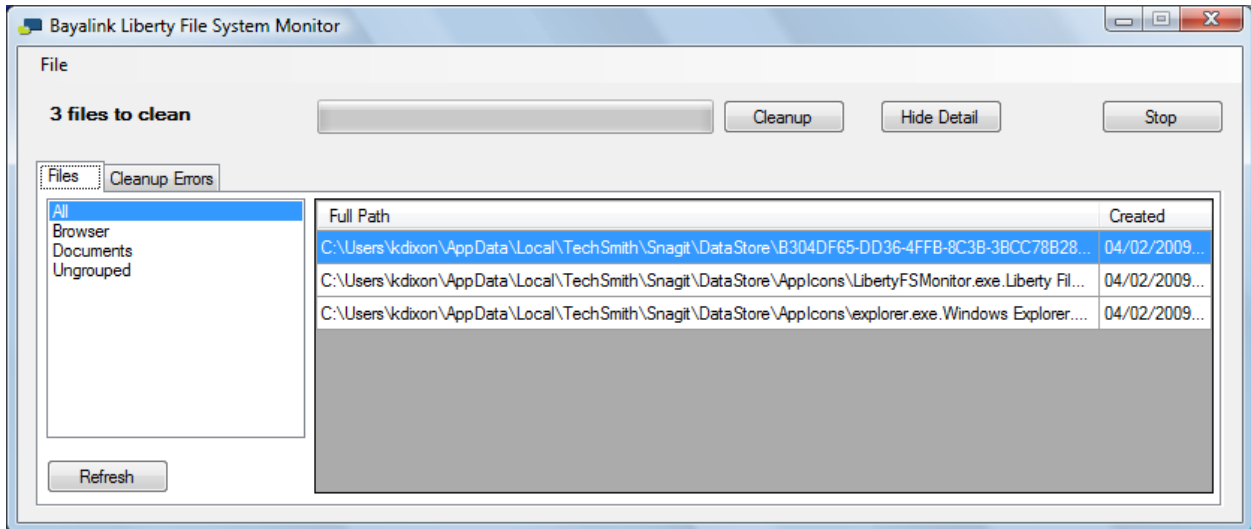 Bayalink Liberty File System Monitor
File
3 files to clean
Cleanup
Hide Detail
Stop
Files
Cleanup Errors
All
Browser
Documents
Ungrouped
Refresh
Full Path Created
C:\Users\kdixon\AppData\Local\TechSmith\Snagit\DataStore\B304DF65-DD36-4FFB-8C3B-3BCC78B28... 04/02/2009...
C:\Users\kdixon\AppData\Local\TechSmith\Snagit\DataStore\AppIcons\LibertyFSMonitor.exe.Liberty Fil... 04/02/2009...
C:\Users\kdixon\AppData\Local\TechSmith\Snagit\DataStore\AppIcons\explorer.exe.Windows Explorer.... 04/02/2009...